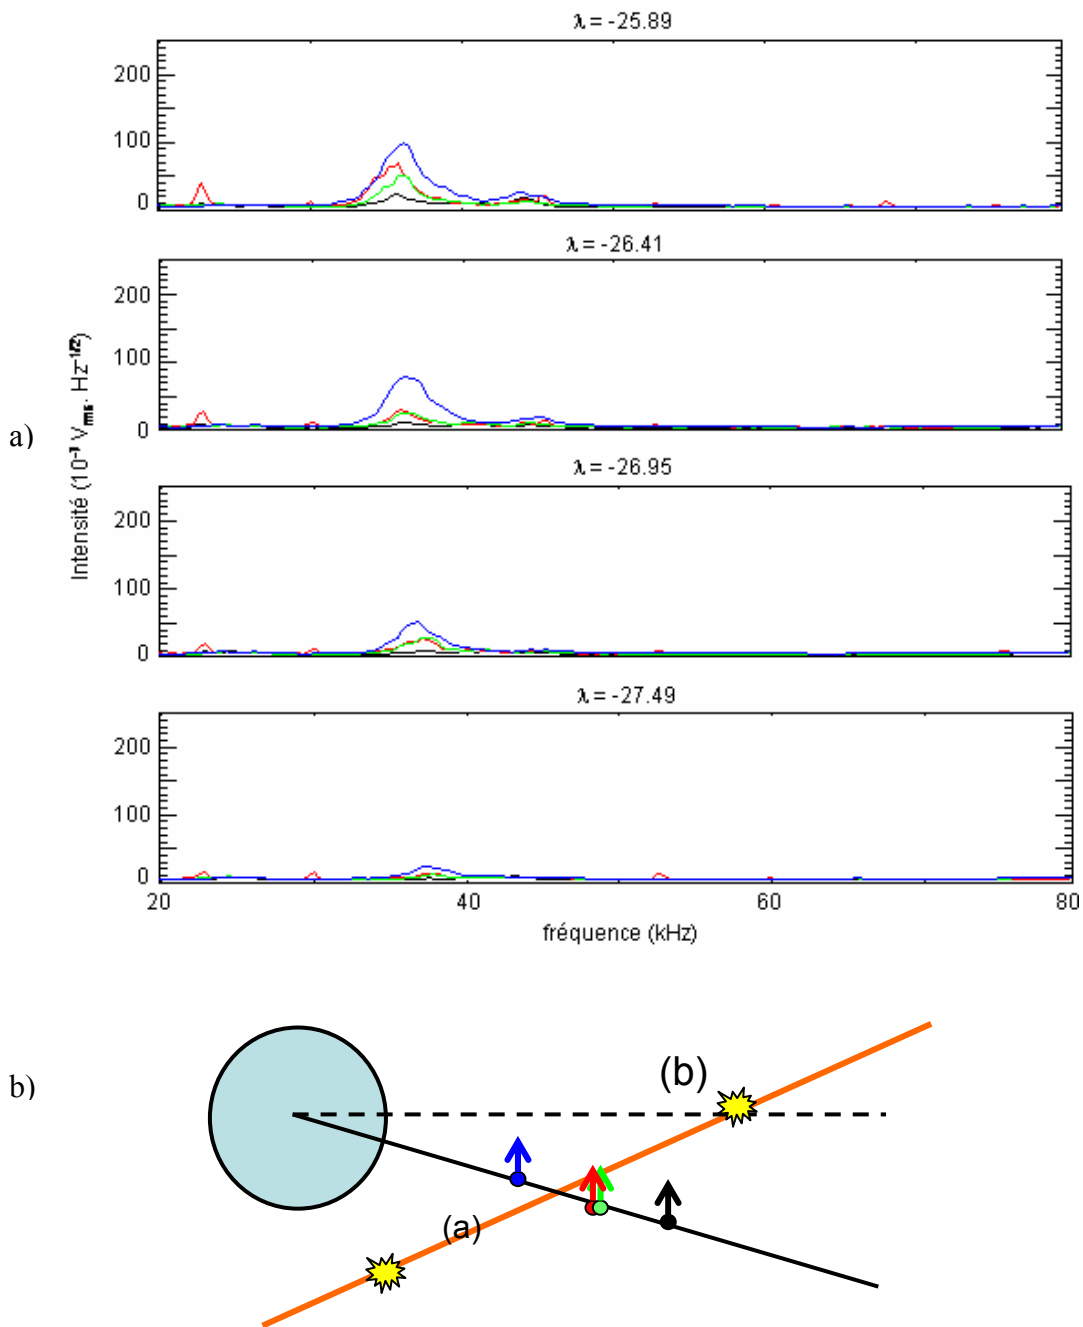 λ = -25.89
200
100
0
λ = -26.41
200
100
0
a)
Intensité (10⁻³ Vrms. Hz⁻¹ᐟ²)
λ = -26.95
200
100
0
λ = -27.49
200
100
0
20 40 60 80
fréquence (kHz)
b)
(b)
(a)